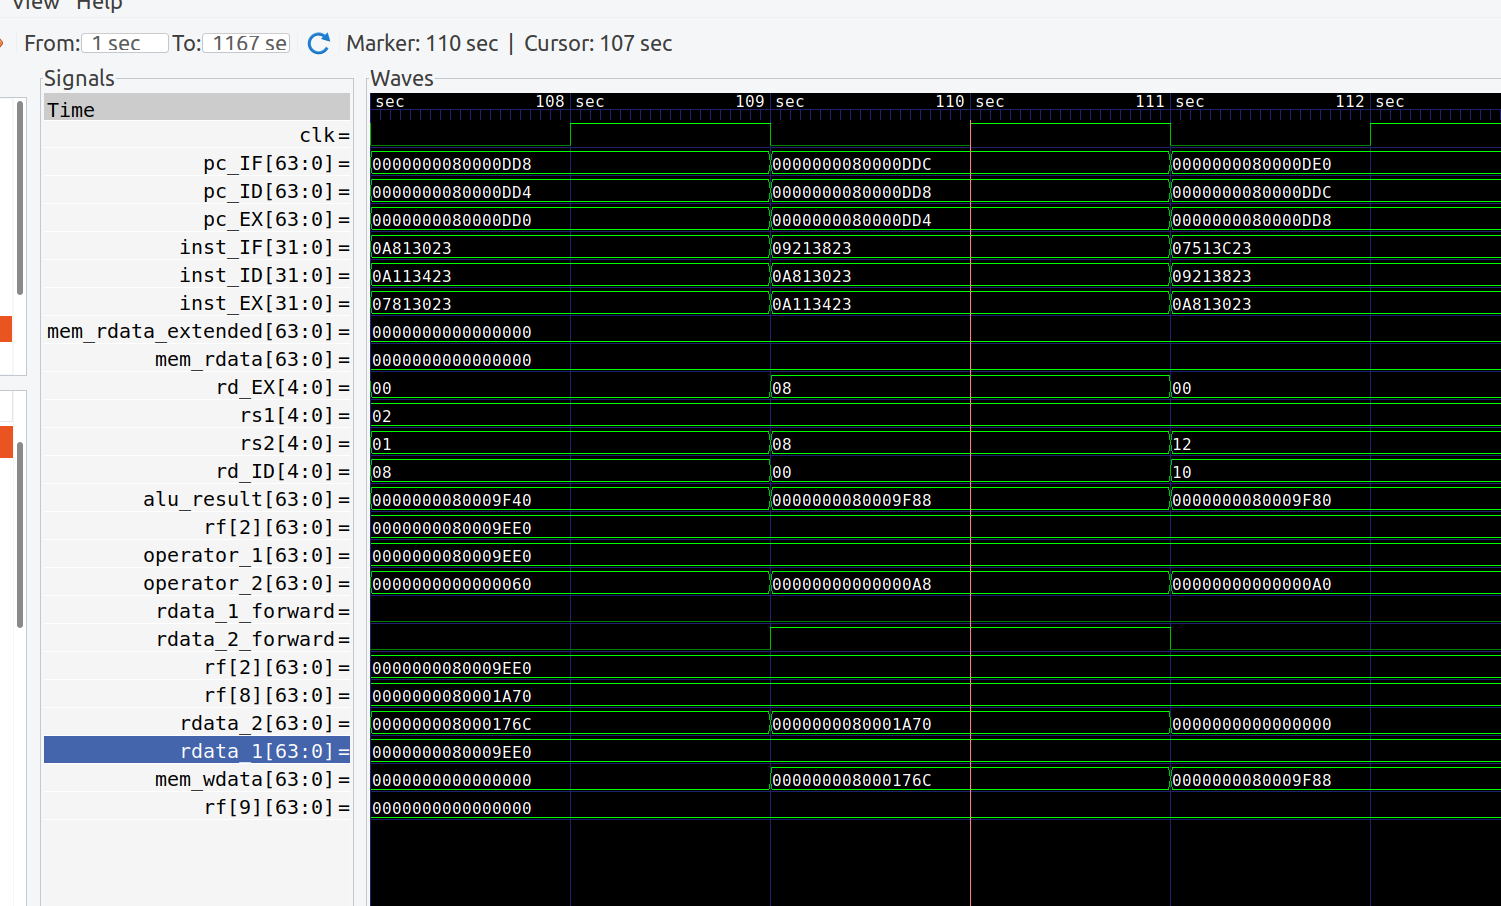 View Help
From: 1 sec To: 1167 se Marker: 110 sec | Cursor: 107 sec
Signals Waves
Time sec 108 sec 109 sec 110 sec 111 sec 112 sec
clk=
pc_IF[63:0]= 0000000080000DD8 0000000080000DDC 0000000080000DE0
pc_ID[63:0]= 0000000080000DD4 0000000080000DD8 0000000080000DDC
pc_EX[63:0]= 0000000080000DD0 0000000080000DD4 0000000080000DD8
inst_IF[31:0]= 0A813023 09213823 07513C23
inst_ID[31:0]= 0A113423 0A813023 09213823
inst_EX[31:0]= 07813023 0A113423 0A813023
mem_rdata_extended[63:0]= 0000000000000000
mem_rdata[63:0]= 0000000000000000
rd_EX[4:0]= 00 08 00
rs1[4:0]= 02
rs2[4:0]= 01 08 12
rd_ID[4:0]= 08 00 10
alu_result[63:0]= 0000000080009F40 0000000080009F88 0000000080009F80
rf[2][63:0]= 0000000080009EE0
operator_1[63:0]= 0000000080009EE0
operator_2[63:0]= 0000000000000060 00000000000000A8 00000000000000A0
rdata_1_forward=
rdata_2_forward=
rf[2][63:0]= 0000000080009EE0
rf[8][63:0]= 0000000080001A70
rdata_2[63:0]= 000000008000176C 0000000080001A70 0000000000000000
rdata_1[63:0]= 0000000080009EE0
mem_wdata[63:0]= 0000000000000000 000000008000176C 0000000080009F88
rf[9][63:0]= 0000000000000000